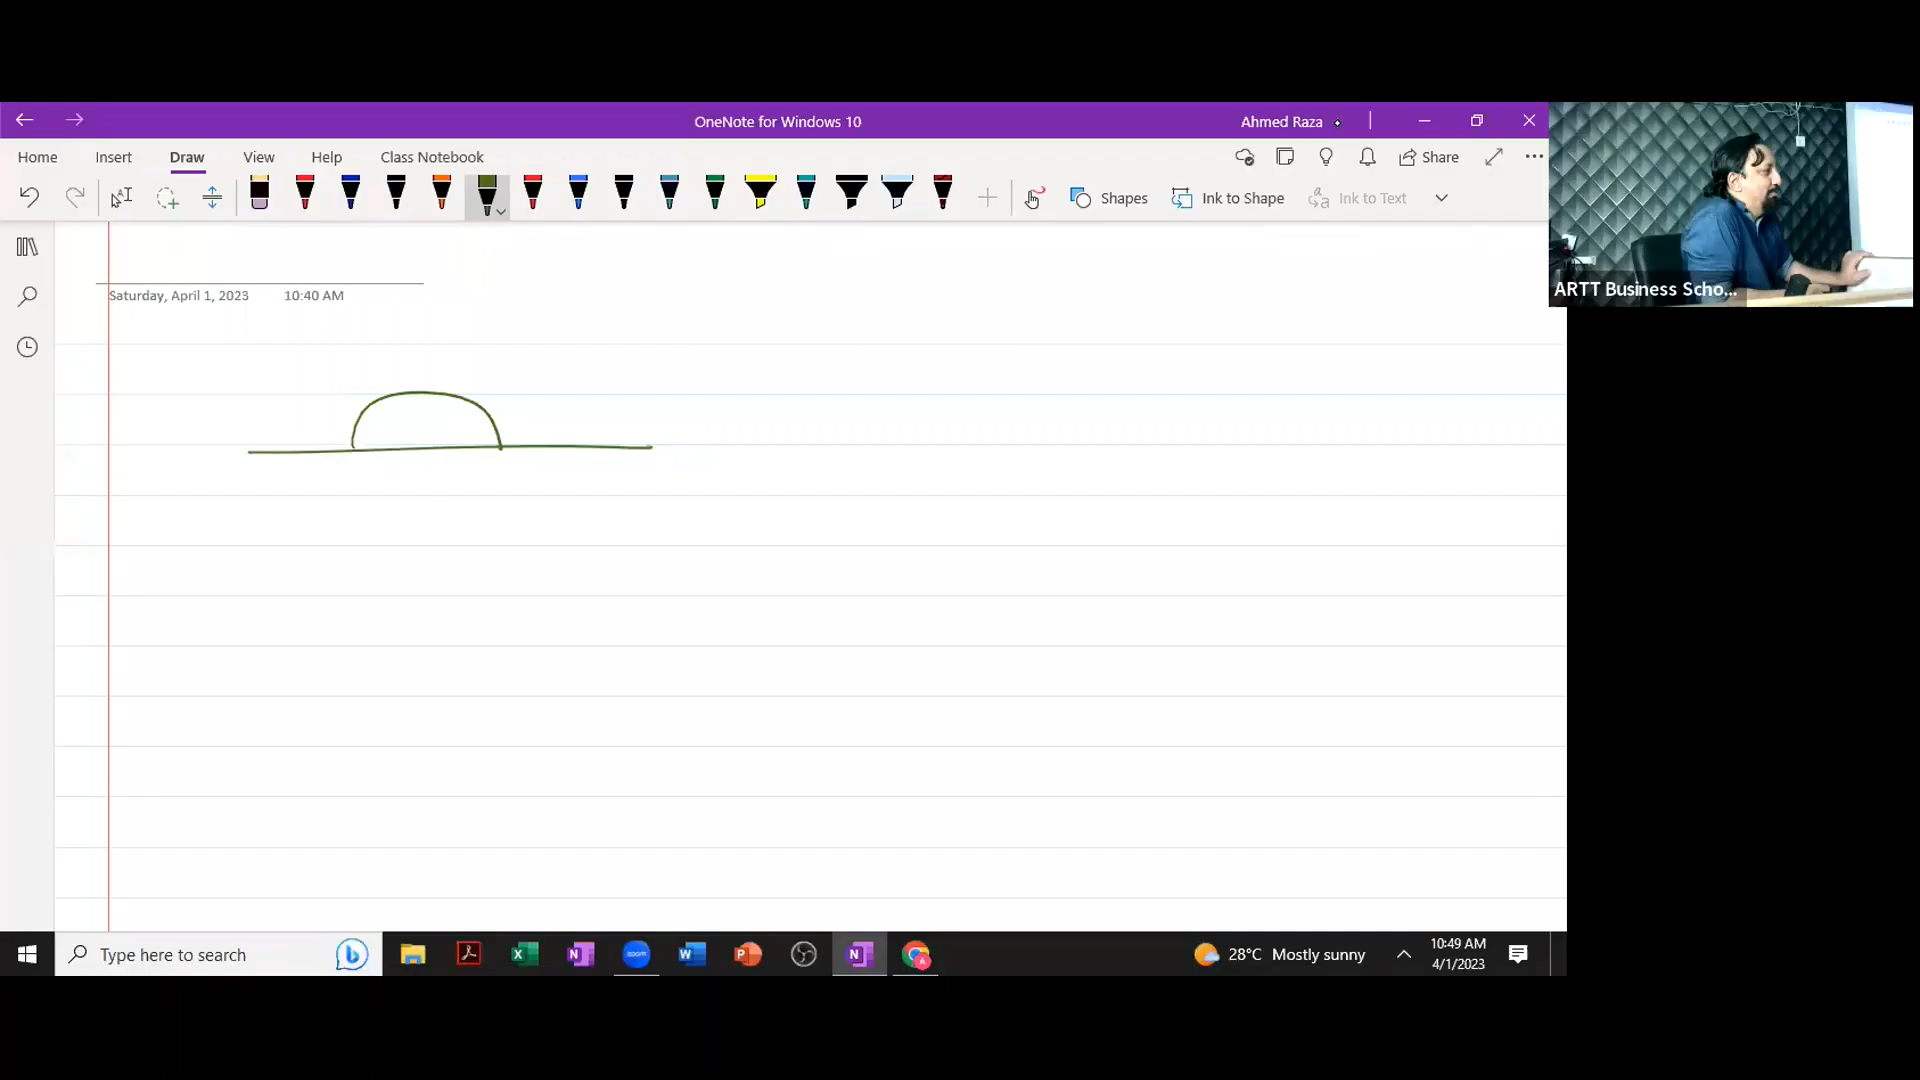 OneNote for Windows 10
Ahmed Raza
Home Insert Draw View Help Class Notebook
Share
Shapes Ink to Shape Ink to Text
ARTT Business Scho...
Saturday, April 1, 2023 10:40 AM
Type here to search
zoom
28°C Mostly sunny
10:49 AM
4/1/2023